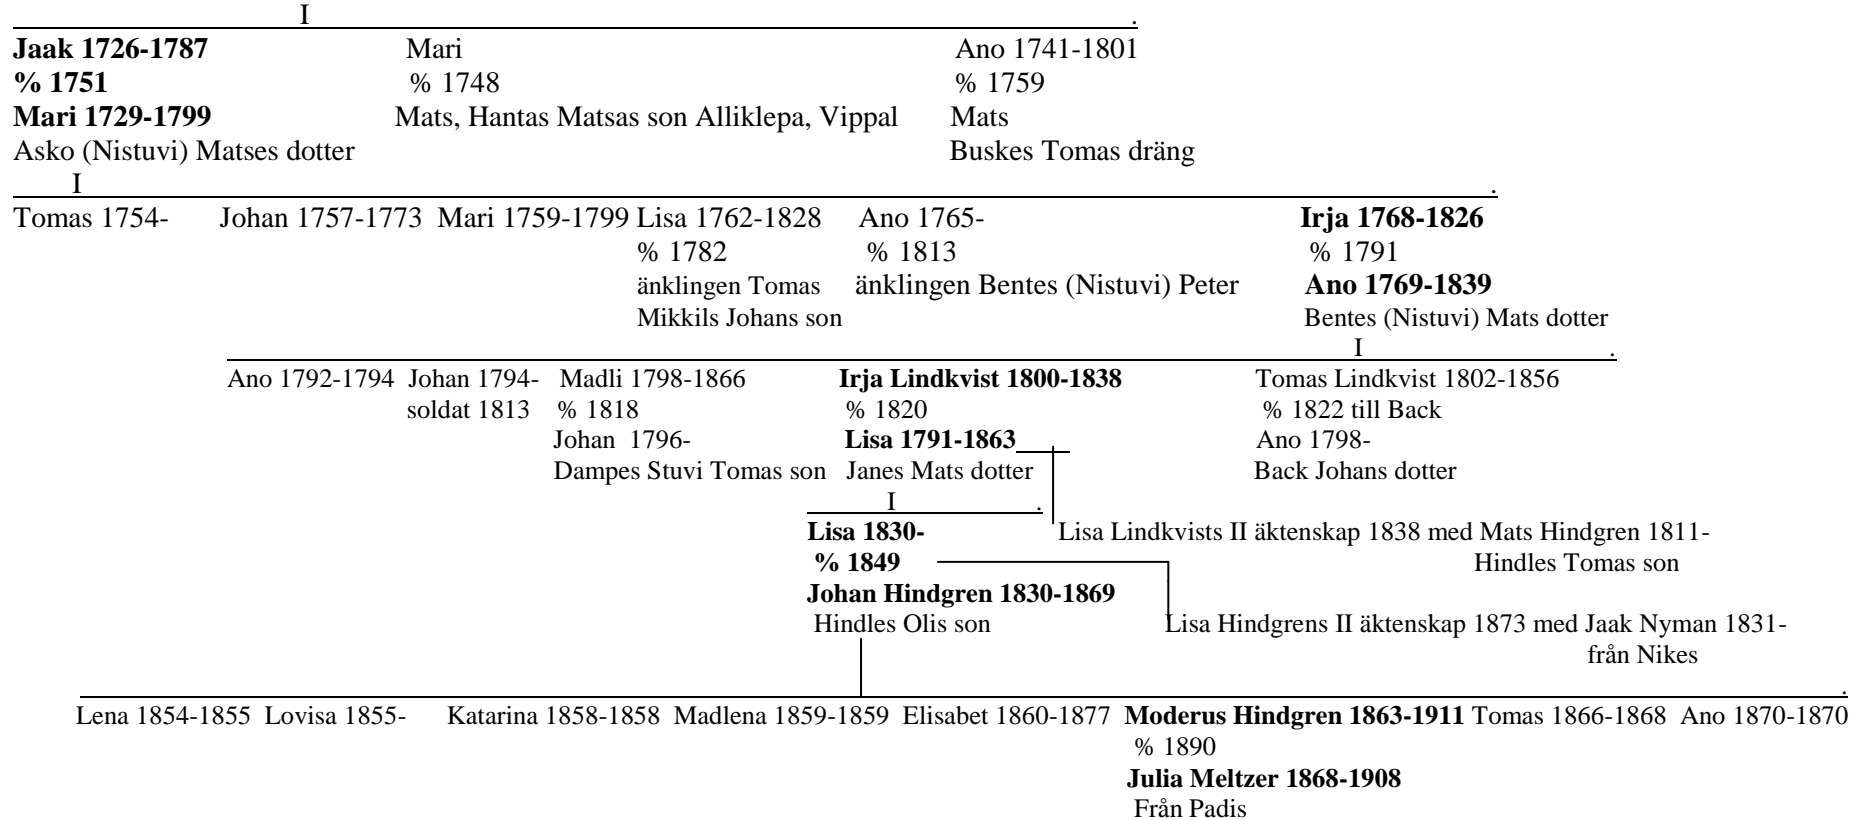 I .
Jaak 1726-1787 Mari Ano 1741-1801
% 1751 % 1748 % 1759
Mari 1729-1799 Mats, Hantas Matsas son Alliklepa, Vippal Mats
Asko (Nistuvi) Matses dotter Buskes Tomas dräng
I .
Tomas 1754- Johan 1757-1773 Mari 1759-1799 Lisa 1762-1828 Ano 1765- Irja 1768-1826
% 1782 % 1813 % 1791
änklingen Tomas änklingen Bentes (Nistuvi) Peter Ano 1769-1839
Mikkils Johans son Bentes (Nistuvi) Mats dotter
I .
Ano 1792-1794 Johan 1794- Madli 1798-1866 Irja Lindkvist 1800-1838 Tomas Lindkvist 1802-1856
soldat 1813 % 1818 % 1820 % 1822 till Back
Johan 1796- Lisa 1791-1863 Ano 1798-
Dampes Stuvi Tomas son Janes Mats dotter Back Johans dotter
I .
Lisa 1830- Lisa Lindkvists II äktenskap 1838 med Mats Hindgren 1811-
% 1849 Hindles Tomas son
Johan Hindgren 1830-1869
Hindles Olis son Lisa Hindgrens II äktenskap 1873 med Jaak Nyman 1831-
från Nikes
.
Lena 1854-1855 Lovisa 1855- Katarina 1858-1858 Madlena 1859-1859 Elisabet 1860-1877 Moderus Hindgren 1863-1911 Tomas 1866-1868 Ano 1870-1870
% 1890
Julia Meltzer 1868-1908
Från Padis